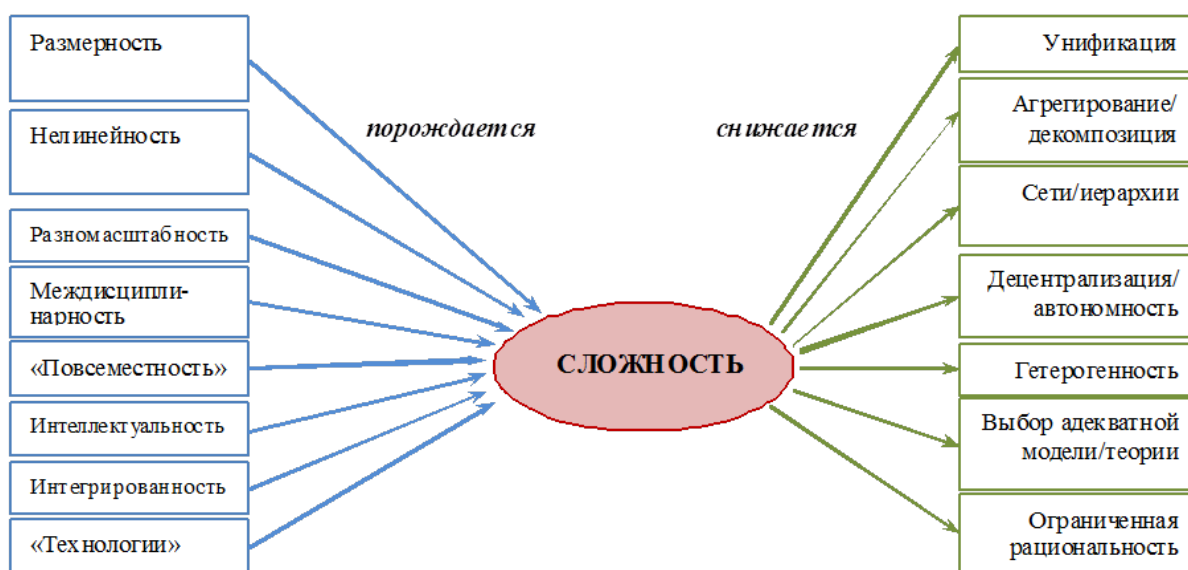 Размерность
Нелинейность
Разномасштабность
Междисципли-
нарность
«Повсеместность»
Интеллектуальность
Интегрированность
«Технологии»
порождается
СЛОЖНОСТЬ
снижается
Унификация
Агрегирование/
декомпозиция
Сети/иерархии
Децентрализация/
автономность
Гетерогенность
Выбор адекватной
модели/теории
Ограниченная
рациональность